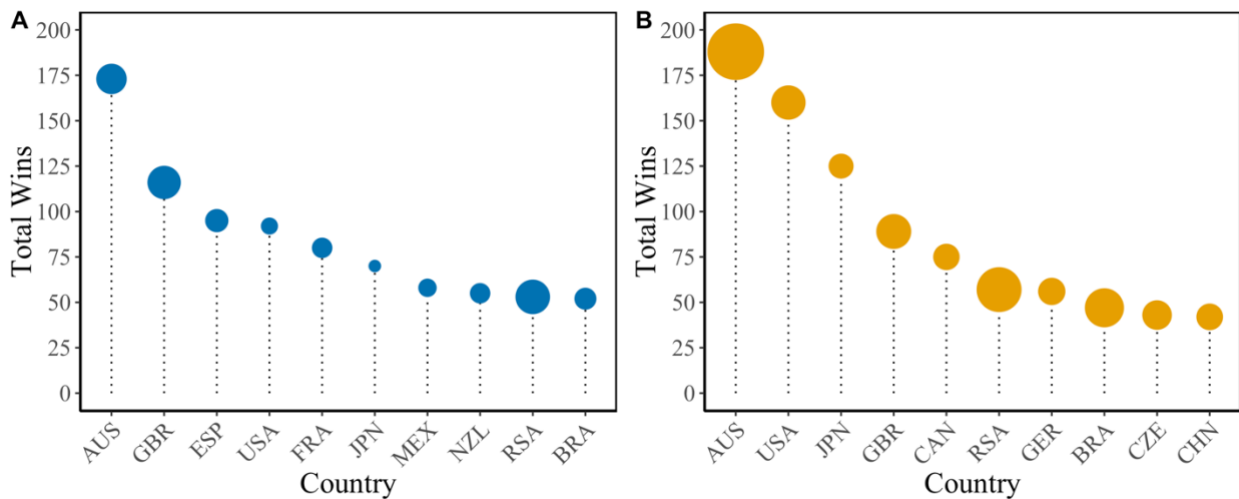 A
Total Wins
200
175
150
125
100
75
50
25
0
AUS GBR ESP USA FRA JPN MEX NZL RSA BRA
Country
B
Total Wins
200
175
150
125
100
75
50
25
0
AUS USA JPN GBR CAN RSA GER BRA CZE CHN
Country